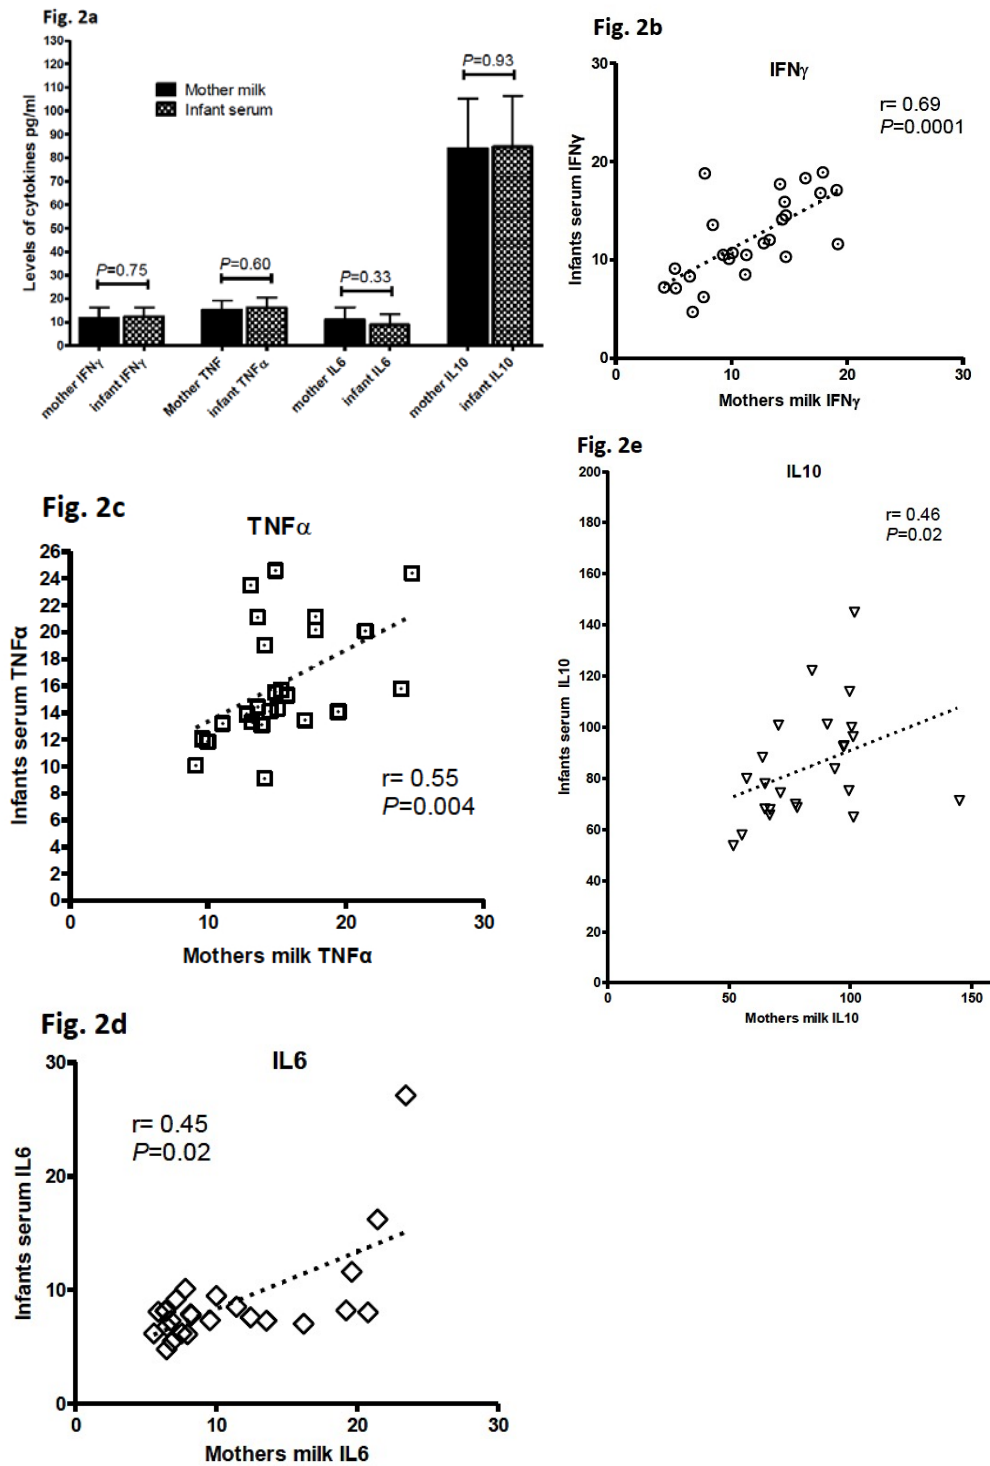 Fig. 2a
130
120
110
100
90
80
70
60
50
40
30
20
10
0
Levels of cytokines pg/ml
Mother milk
Infant serum
P=0.75
P=0.60
P=0.33
P=0.93
mother IFNγ
infant IFNγ
Mother TNF
infant TNFα
mother IL6
infant IL6
mother IL10
infant IL10
Fig. 2b
IFNγ
r= 0.69
P=0.0001
30
20
10
0
Infants serum IFNγ
0 10 20 30
Mothers milk IFNγ
Fig. 2c
TNFα
26
24
22
20
18
16
14
12
10
8
6
4
2
0
Infants serum TNFα
r= 0.55
P=0.004
0 10 20 30
Mothers milk TNFα
Fig. 2e
IL10
r= 0.46
P=0.02
200
180
160
140
120
100
80
60
40
20
0
Infants serum IL10
0 50 100 150
Mothers milk IL10
Fig. 2d
IL6
r= 0.45
P=0.02
30
20
10
0
Infants serum IL6
0 10 20 30
Mothers milk IL6